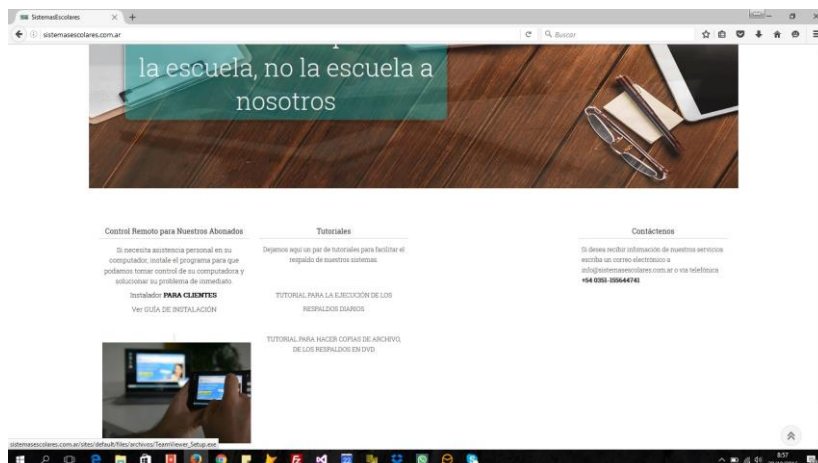 SistemasEscolares
sistemasescolares.com.ar
Buscar
la escuela, no la escuela a
nosotros
Control Remoto para Nuestros Abonados
Si necesita asistencia personal en su
computador, instale el programa para que
podamos tomar control de su computadora y
solucionar su problema de inmediato.
Instalador PARA CLIENTES
Ver GUÍA DE INSTALACIÓN
Tutoriales
Dejamos aquí un par de tutoriales para facilitar el
respaldo de nuestros sistemas.
TUTORIAL PARA LA EJECUCIÓN DE LOS
RESPALDOS DIARIOS
TUTORIAL PARA HACER COPIAS DE ARCHIVO,
DE LOS RESPALDOS EN DVD
Contáctenos
Si desea recibir infomación de nuestros servicios
escriba un correo electrónico a
info@sistemasescolares.com.ar o vía telefónica
+54 0353-155644741
sistemasescolares.com.ar/sites/default/files/archivos/TeamViewer_Setup.exe
8:57